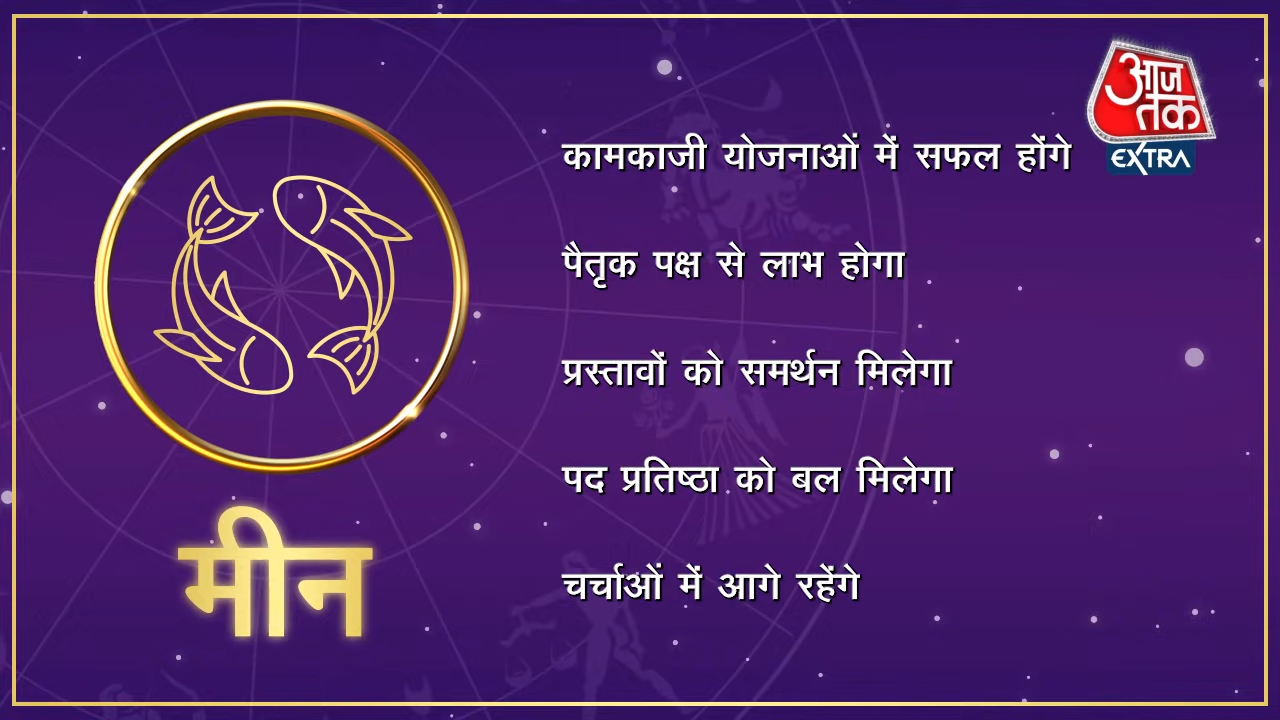 आज
तक
EXTRA
कामकाजी योजनाओं में सफल होंगे
पैतृक पक्ष से लाभ होगा
प्रस्तावों को समर्थन मिलेगा
पद प्रतिष्ठा को बल मिलेगा
चर्चाओं में आगे रहेंगे
मीन